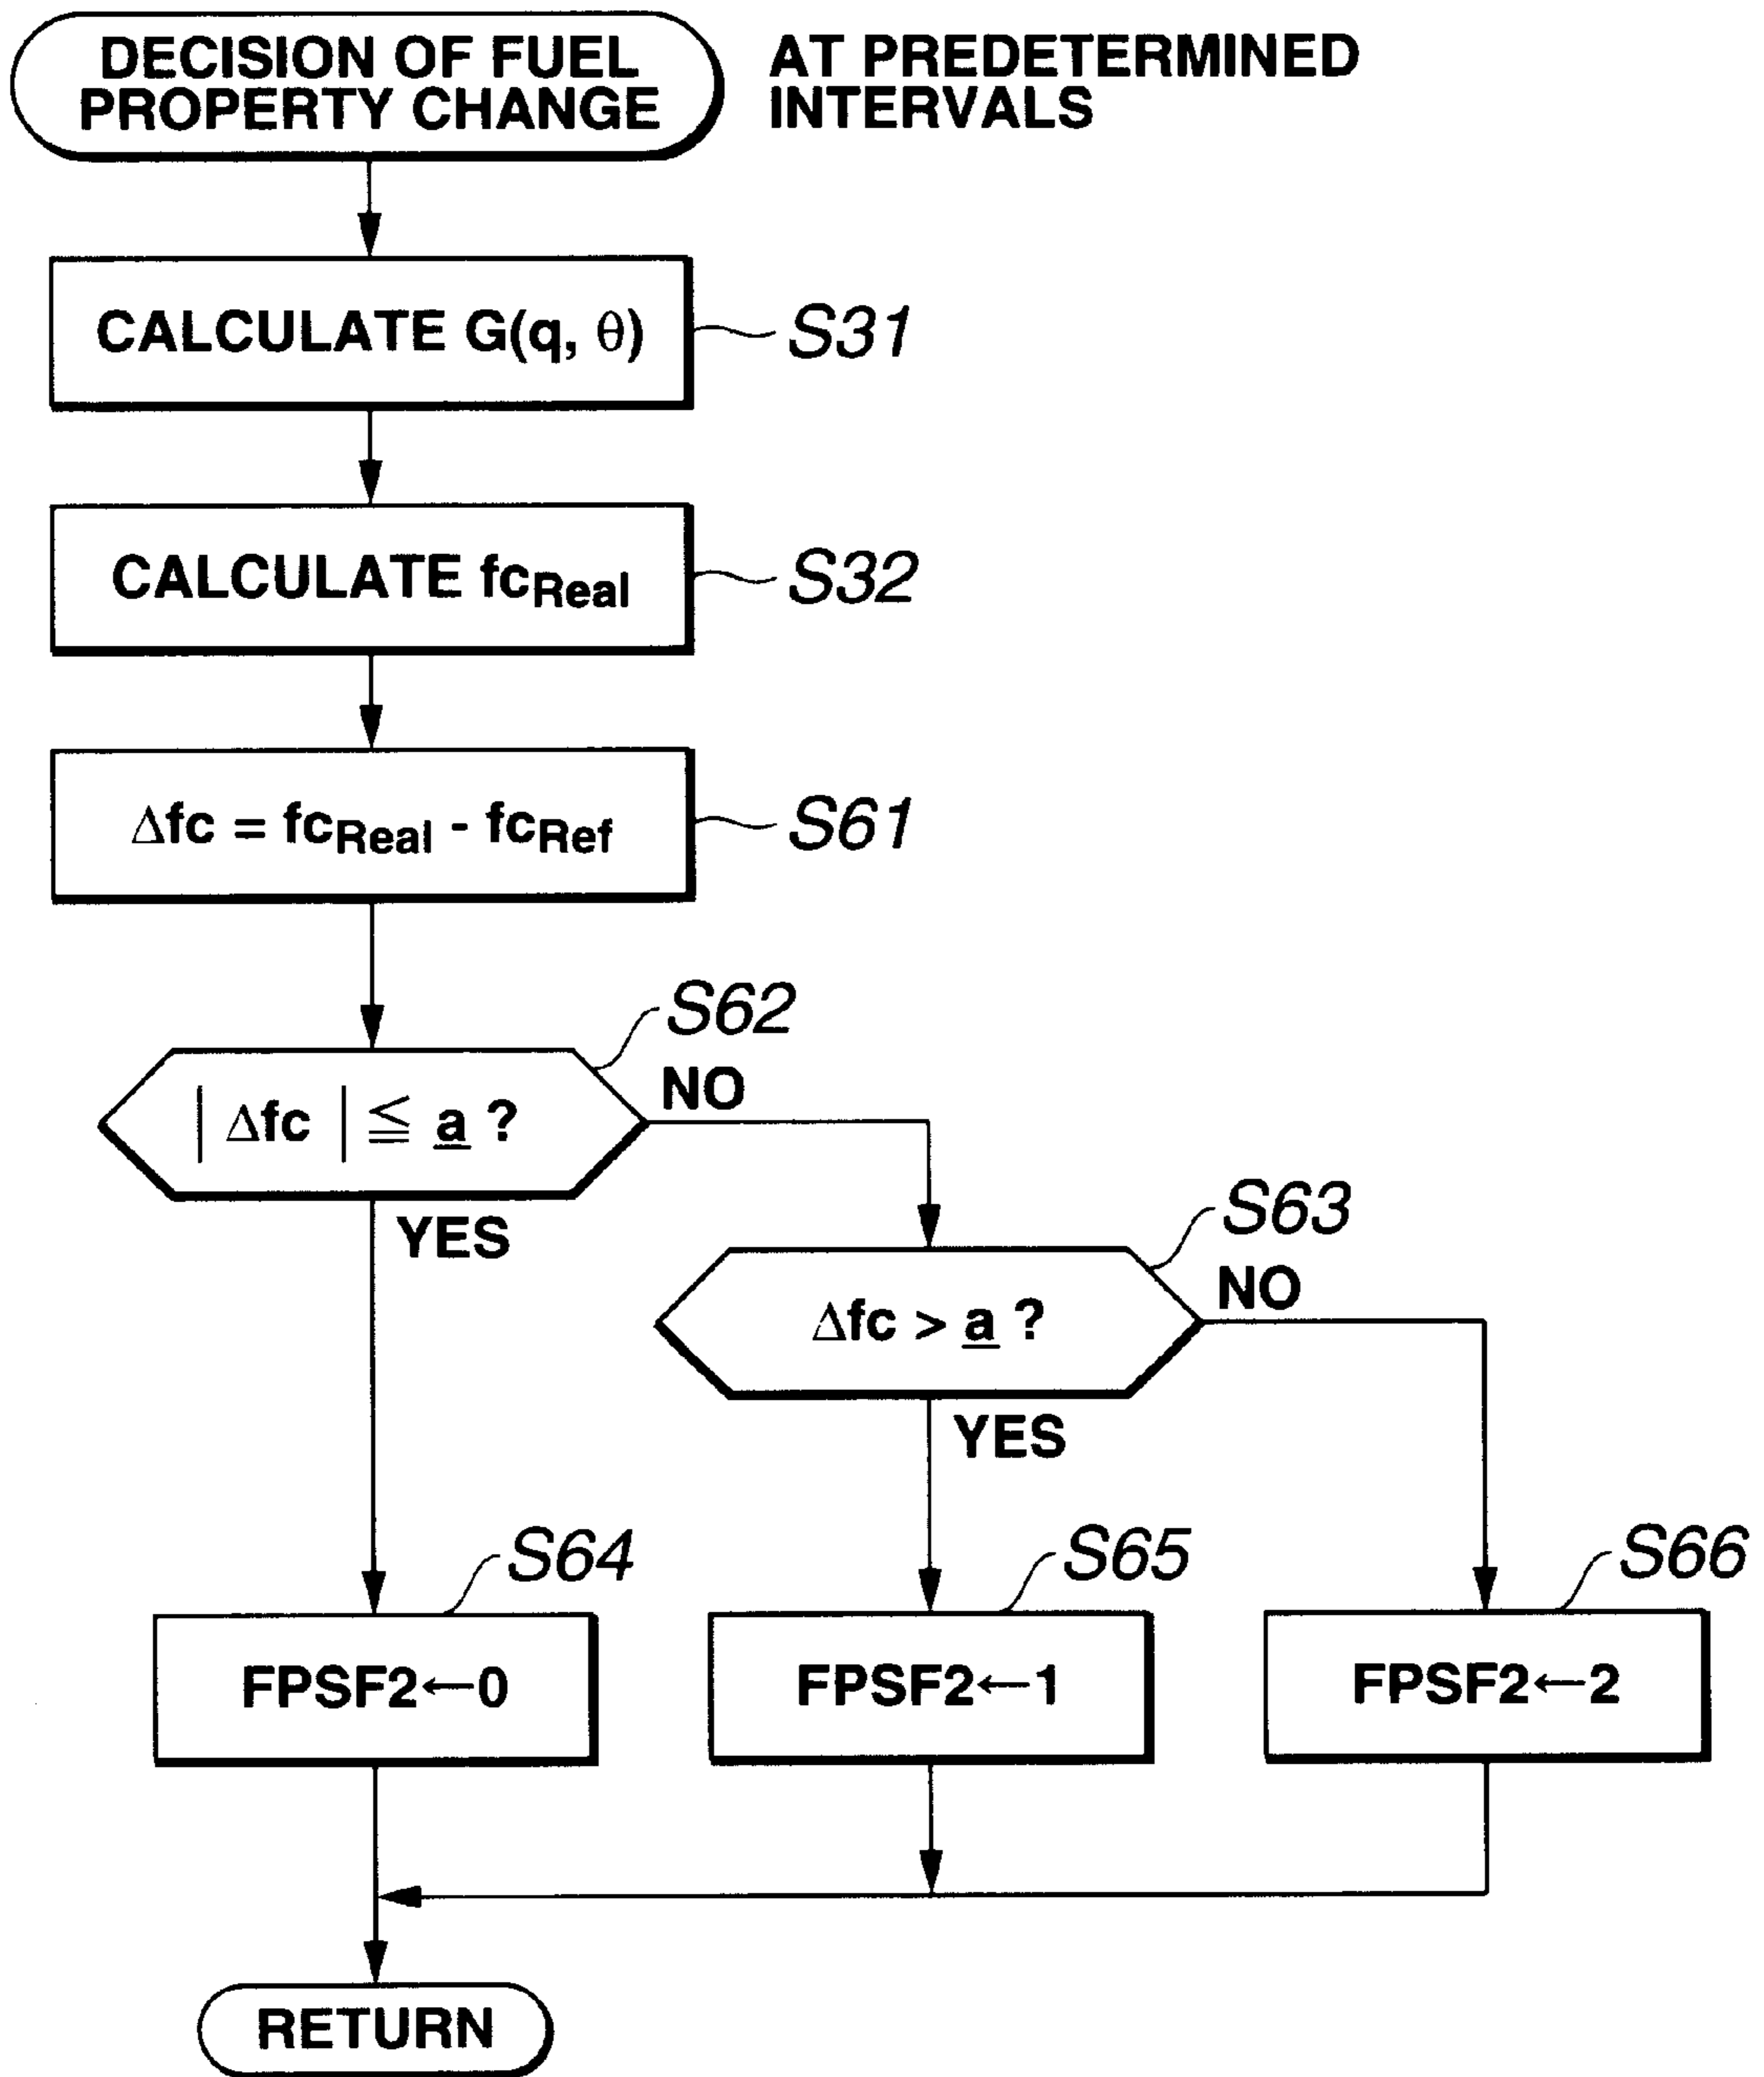 DECISION OF FUEL
PROPERTY CHANGE
AT PREDETERMINED
INTERVALS
CALCULATE G(q, θ)
S31
CALCULATE fcReal
S32
Δfc = fcReal - fcRef
S61
S62
| Δfc | ≦ a ?
NO
YES
S63
Δfc > a ?
NO
YES
S64
FPSF2←0
S65
FPSF2←1
S66
FPSF2←2
RETURN